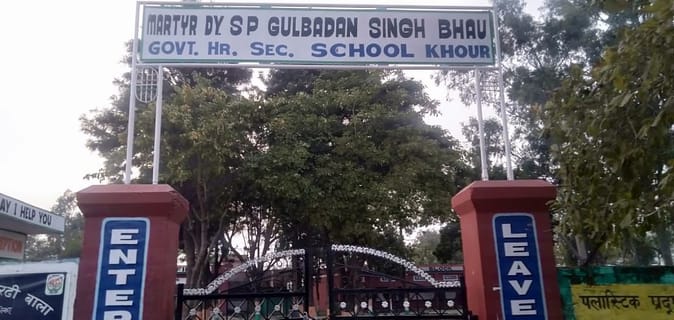 MARTYR DY. S P GULBADAN SINGH BHAU
GOVT. HR. SEC. SCHOOL KHOUR
AY I HELP YOU
ENTER
LEAVE
बाला
प्लास्टिक